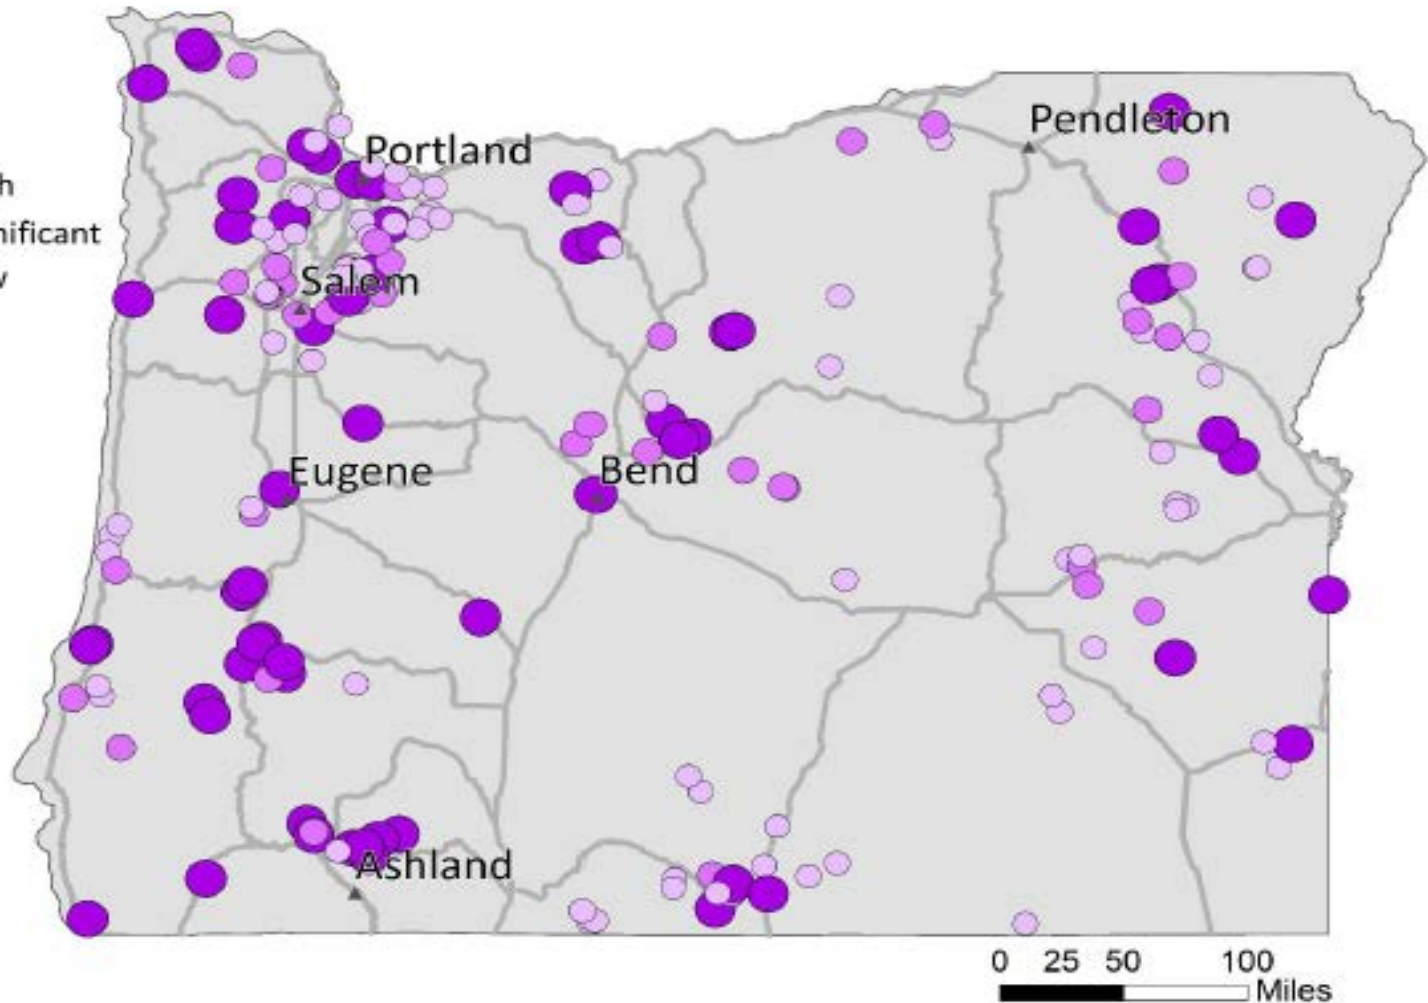 Pendleton
Portland
h
nificant
w
Salem
Eugene
Bend
Ashland
0 25 50 100
Miles